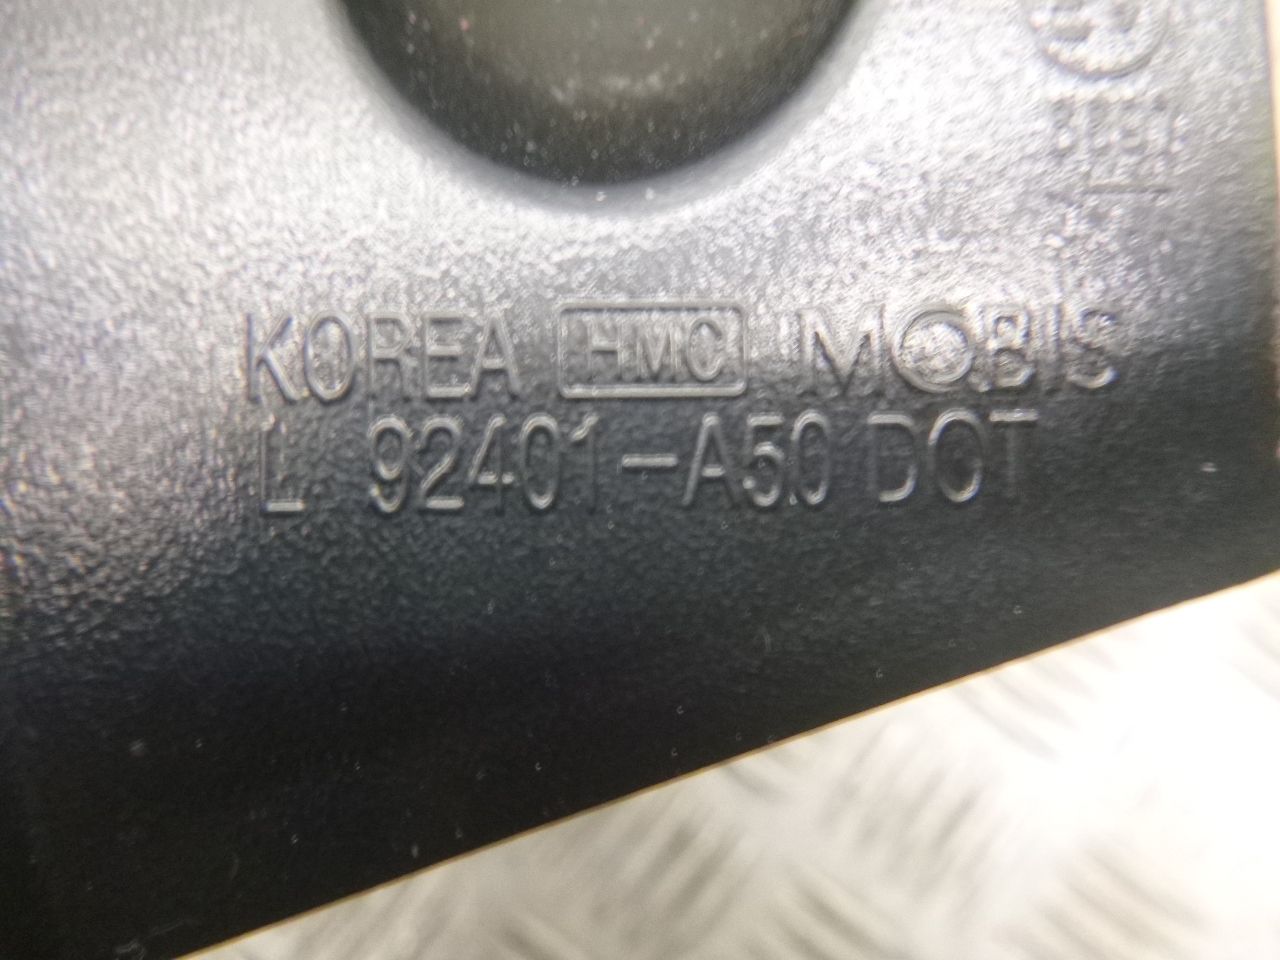 KOREA HMC MOBIS
L 92401-A50 DOT